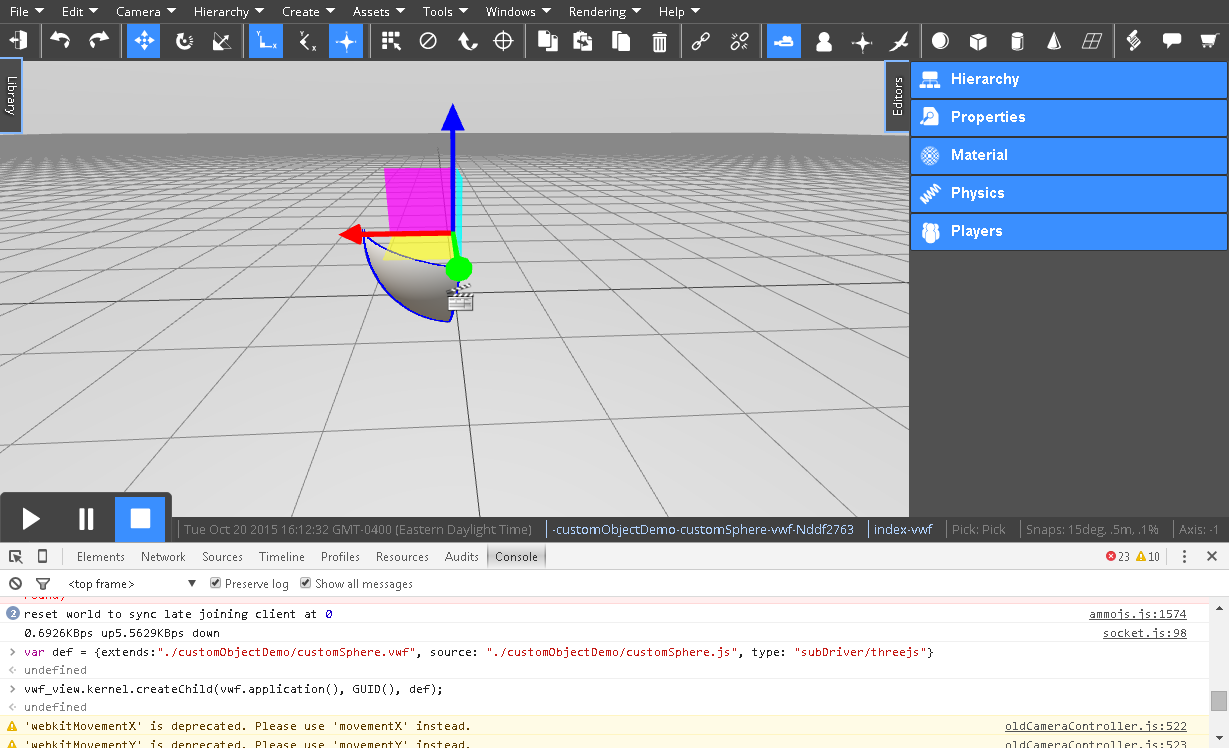 File Edit Camera Hierarchy Create Assets Tools Windows Rendering Help
Library
Editors
Hierarchy
Properties
Material
Physics
Players
Tue Oct 20 2015 16:12:32 GMT-0400 (Eastern Daylight Time) -customObjectDemo-customSphere-vwf-Nddf2763 index-vwf Pick: Pick Snaps: 15deg, .5m, .1% Axis: -1
Elements Network Sources Timeline Profiles Resources Audits Console 23 10
<top frame> Preserve log Show all messages
2 reset world to sync late joining client at 0 ammojs.js:1574
0.6926KBps up5.5629KBps down socket.js:98
var def = {extends:"./customObjectDemo/customSphere.vwf", source: "./customObjectDemo/customSphere.js", type: "subDriver/threejs"}
undefined
vwf_view.kernel.createChild(vwf.application(), GUID(), def);
undefined
'webkitMovementX' is deprecated. Please use 'movementX' instead. oldCameraController.js:522
'webkitMovementY' is deprecated. Please use 'movementY' instead. oldCameraController.js:523